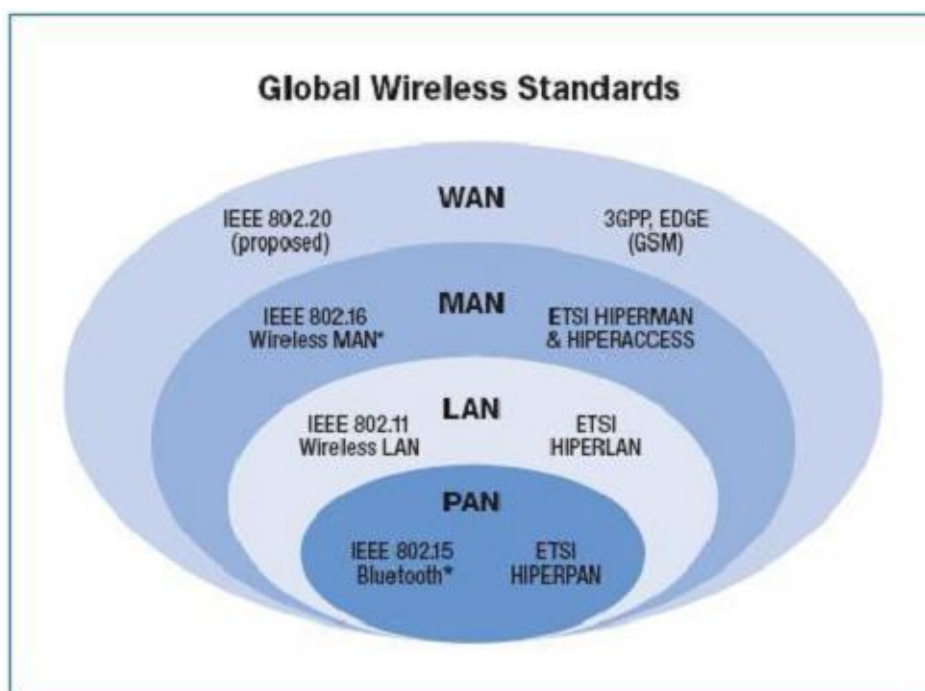 Global Wireless Standards
WAN
IEEE 802.20
(proposed)
3GPP, EDGE
(GSM)
MAN
IEEE 802.16
Wireless MAN*
ETSI HIPERMAN
& HIPERACCESS
LAN
IEEE 802.11
Wireless LAN
ETSI
HIPERLAN
PAN
IEEE 802.15
Bluetooth*
ETSI
HIPERPAN